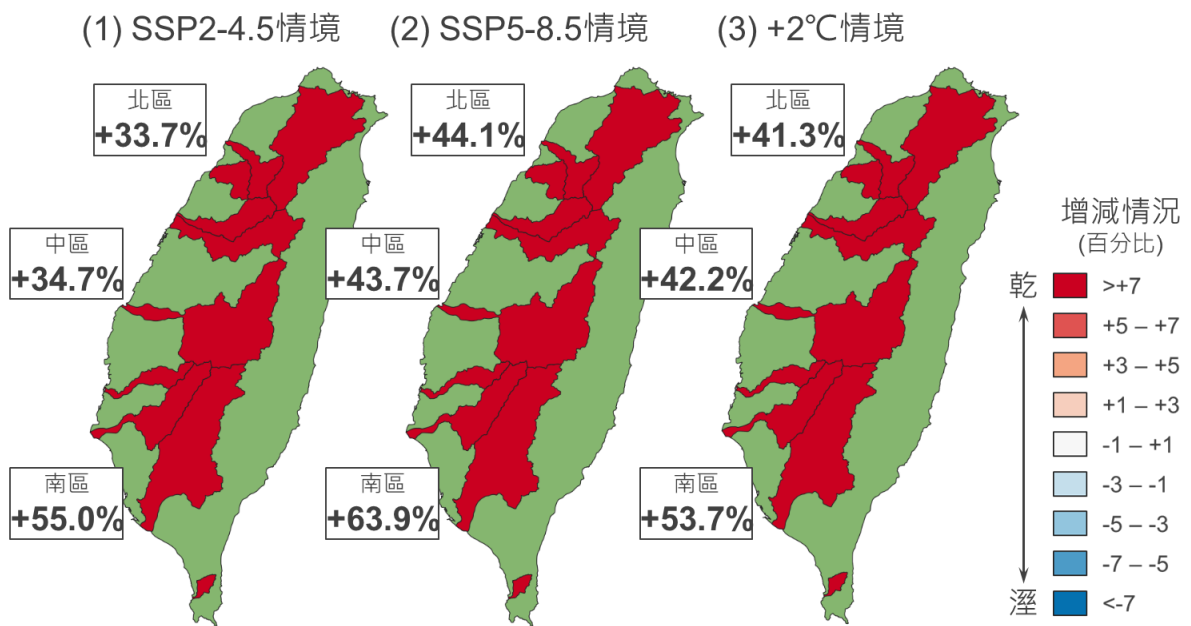 (1) SSP2-4.5情境
(2) SSP5-8.5情境
(3) +2℃情境
北區
+33.7%
中區
+34.7%
南區
+55.0%
北區
+44.1%
中區
+43.7%
南區
+63.9%
北區
+41.3%
中區
+42.2%
南區
+53.7%
增減情況
(百分比)
乾
>+7
+5 – +7
+3 – +5
+1 – +3
-1 – +1
-3 – -1
-5 – -3
-7 – -5
溼
<-7